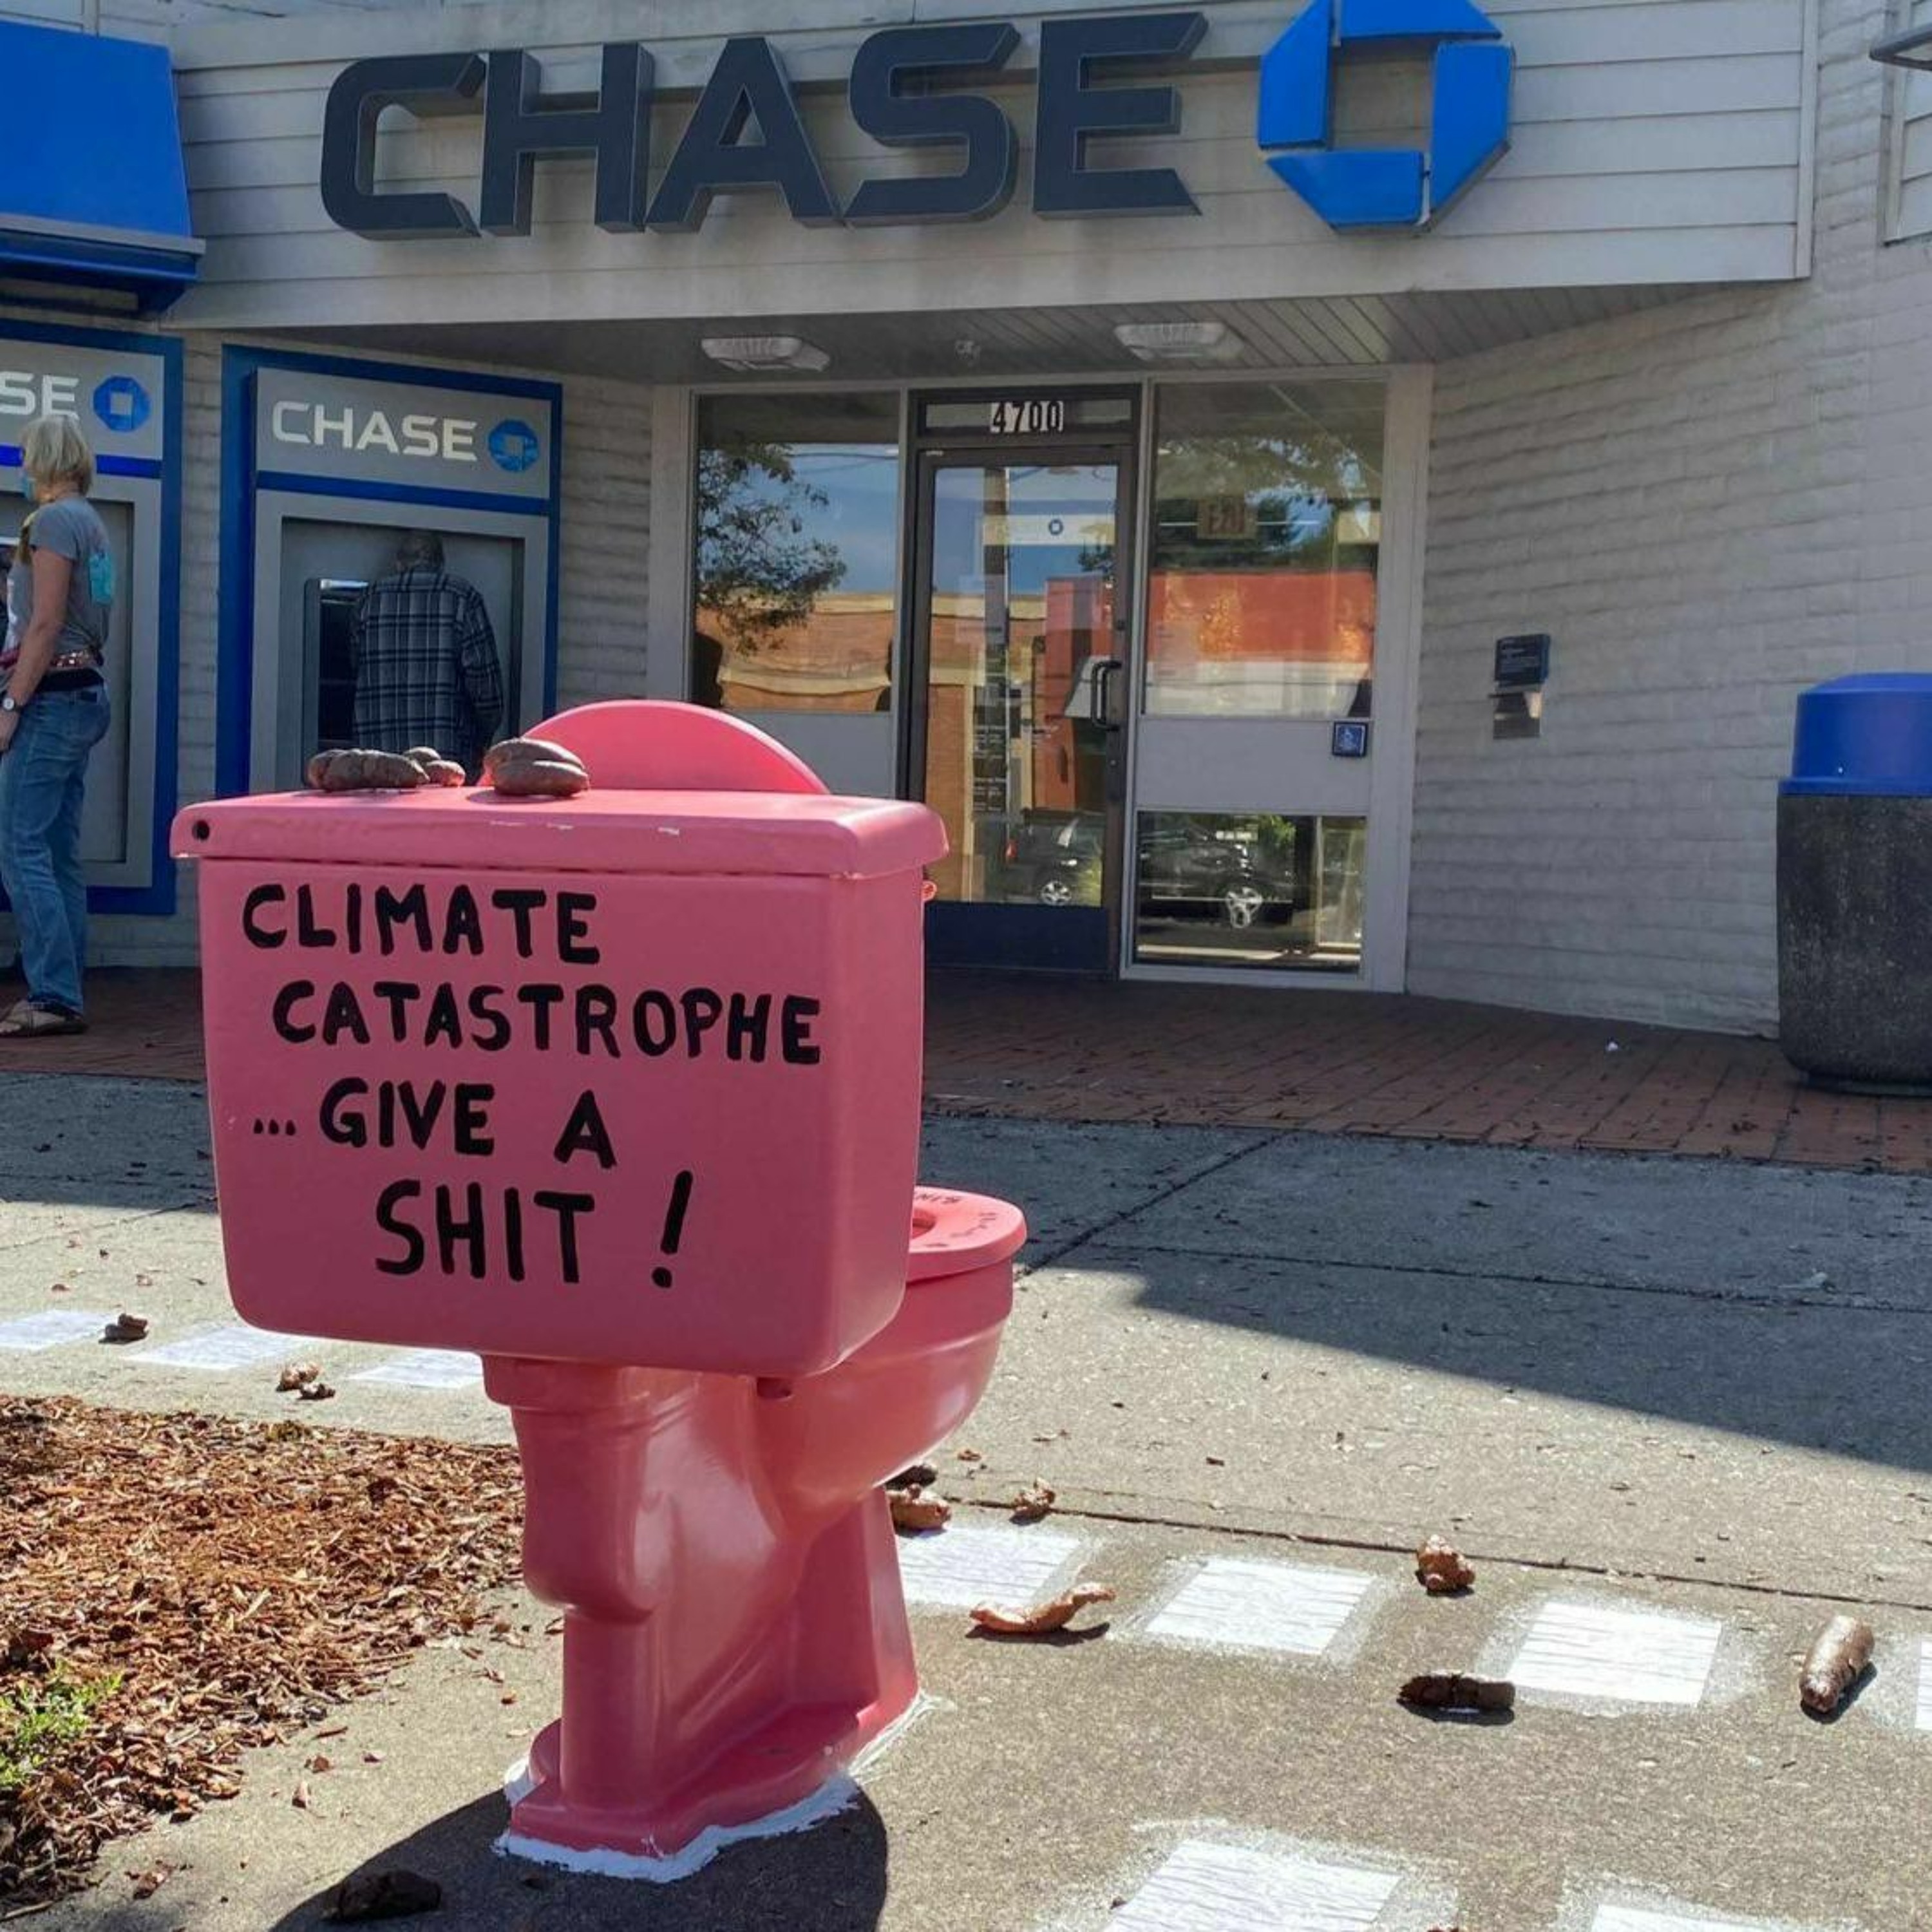 CHASE
SE
CHASE
4700
CLIMATE
CATASTROPHE
... GIVE A
SHIT !